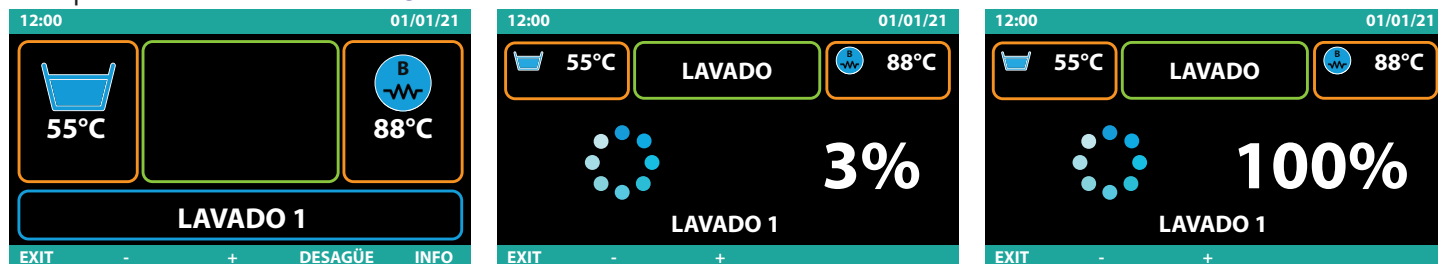 12:00 01/01/21
B
55°C 88°C
LAVADO 1
EXIT - + DESAGÜE INFO
12:00 01/01/21
55°C LAVADO B 88°C
3%
LAVADO 1
EXIT - +
12:00 01/01/21
55°C LAVADO B 88°C
100%
LAVADO 1
EXIT - +